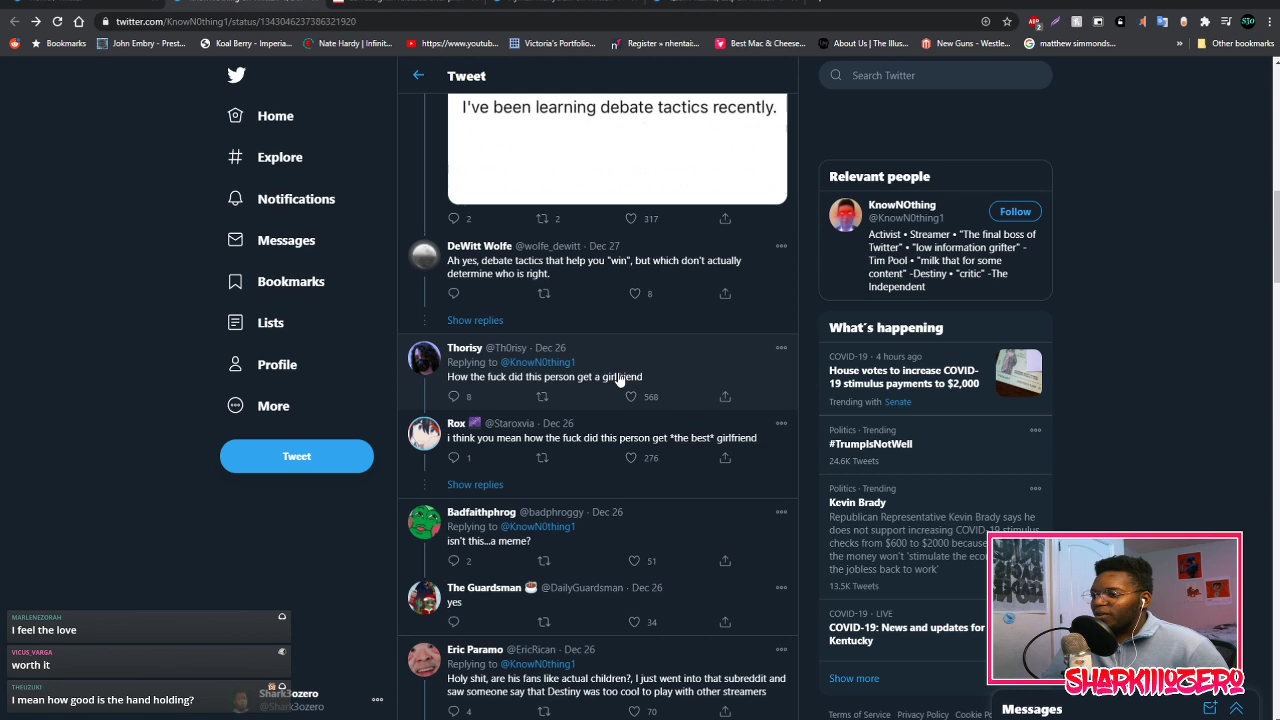 twitter.com/KnowN0thing1/status/1343046237386321920
Bookmarks
John Embry - Prest...
Koal Berry - Imperia...
Nate Hardy | Infinit...
https://www.youtub...
Victoria's Portfolio...
Register » nhentai...
Best Mac & Cheese...
About Us | The Illus...
New Guns - Westle...
matthew simmonds...
»
Other bookmarks
Home
Explore
Notifications
Messages
Bookmarks
Lists
Profile
More
Tweet
Tweet
I've been learning debate tactics recently.
2 2 317
DeWitt Wolfe @wolfe_dewitt · Dec 27
Ah yes, debate tactics that help you "win", but which don't actually
determine who is right.
8
Show replies
Thorisy @Th0risy · Dec 26
Replying to @KnowN0thing1
How the fuck did this person get a girlfriend
8 568
Rox @Staroxvia · Dec 26
i think you mean how the fuck did this person get *the best* girlfriend
1 276
Show replies
Badfaithphrog @badphroggy · Dec 26
Replying to @KnowN0thing1
isn't this...a meme?
2 51
The Guardsman @DailyGuardsman · Dec 26
yes
34
Eric Paramo @EricRican · Dec 26
Replying to @KnowN0thing1
Holy shit, are his fans like actual children?, I just went into that subreddit and
saw someone say that Destiny was too cool to play with other streamers
4 70
Search Twitter
Relevant people
KnowNOthing
@KnowN0thing1
Follow
Activist • Streamer • "The final boss of
Twitter" • "low information grifter" -
Tim Pool • "milk that for some
content" -Destiny • "critic" -The
Independent
What's happening
COVID-19 · 4 hours ago
House votes to increase COVID-
19 stimulus payments to $2,000
Trending with Senate
Politics · Trending
#TrumpIsNotWell
24.6K Tweets
Politics · Trending
Kevin Brady
Republican Representative Kevin Brady says he
does not support increasing COVID-19 stimulus
checks from $600 to $2000 because
the money won't 'stimulate the eco
the jobless back to work'
13.5K Tweets
COVID-19 · LIVE
COVID-19: News and updates for
Kentucky
Show more
Terms of Service Privacy Policy Cookie Po
Messages
MARLENEZORAH
I feel the love
VICUS_VARGA
worth it
THEUZUKI
I mean how good is the hand holding?
Shark3ozero
@Shark3ozero
SHARKIIIOZERO